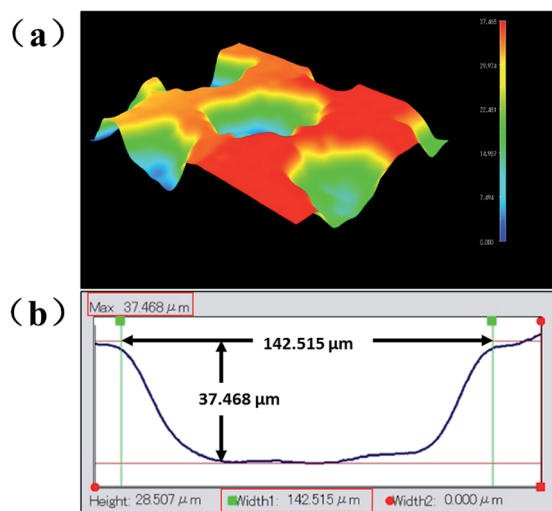 (a)
37.468
29,974
22.481
14,987
7,494
0.000
(b)
Max 37.468 μm
142.515 μm
37.468 μm
Height: 28.507 μm Width1: 142.515 μm Width2: 0.000 μm